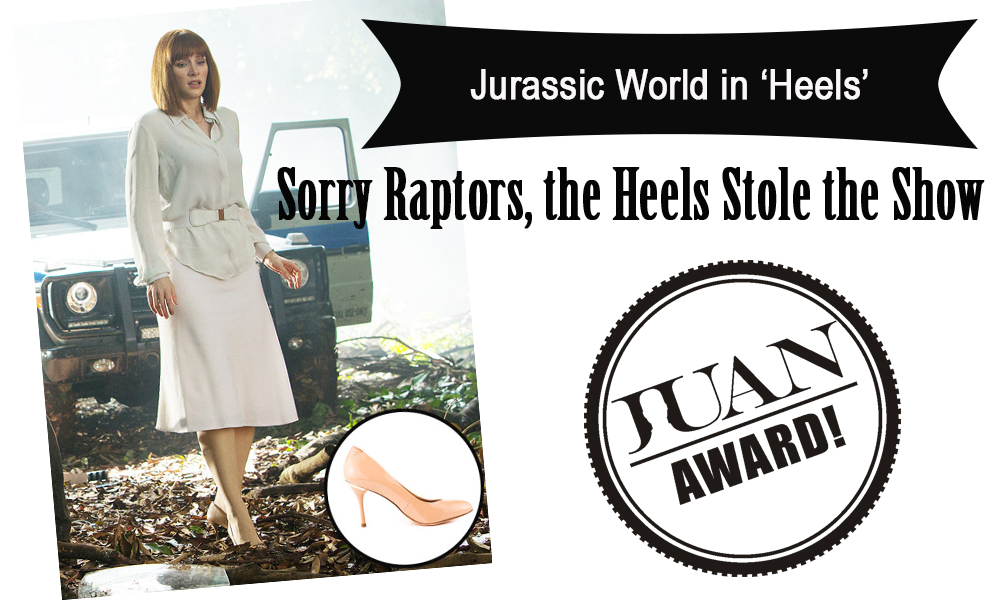 Jurassic World in ‘Heels’
Sorry Raptors, the Heels Stole the Show
JUAN
AWARD!